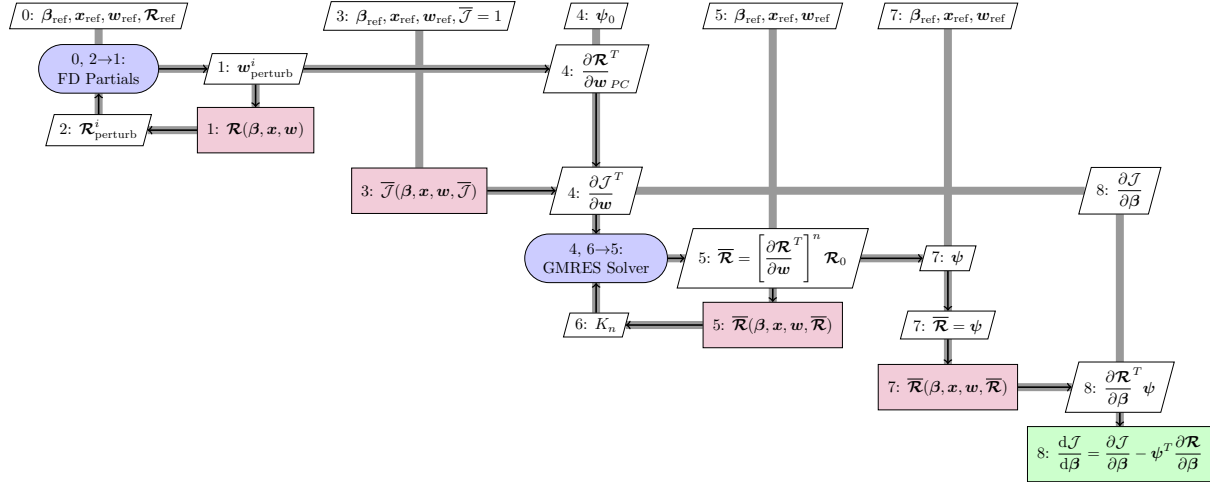 0: 𝜷_ref, 𝒙_ref, 𝒘_ref, 𝓡_ref
3: 𝜷_ref, 𝒙_ref, 𝒘_ref, 𝒥̅ = 1
4: 𝝍_0
5: 𝜷_ref, 𝒙_ref, 𝒘_ref
7: 𝜷_ref, 𝒙_ref, 𝒘_ref
0, 2→1:
FD Partials
1: 𝒘^i_perturb
4: ∂𝓡^T/∂𝒘_PC
2: 𝓡^i_perturb
1: 𝓡(𝜷, 𝒙, 𝒘)
3: 𝒥̅(𝜷, 𝒙, 𝒘, 𝒥̅)
4: ∂𝒥^T/∂𝒘
8: ∂𝒥/∂𝜷
4, 6→5:
GMRES Solver
5: 𝓡̅ = [∂𝓡^T/∂𝒘]^n 𝓡_0
7: 𝝍
6: K_n
5: 𝓡̅(𝜷, 𝒙, 𝒘, 𝓡̅)
7: 𝓡̅ = 𝝍
7: 𝓡̅(𝜷, 𝒙, 𝒘, 𝓡̅)
8: ∂𝓡^T/∂𝜷 𝝍
8: d𝒥/d𝜷 = ∂𝒥/∂𝜷 − 𝝍^T ∂𝓡/∂𝜷